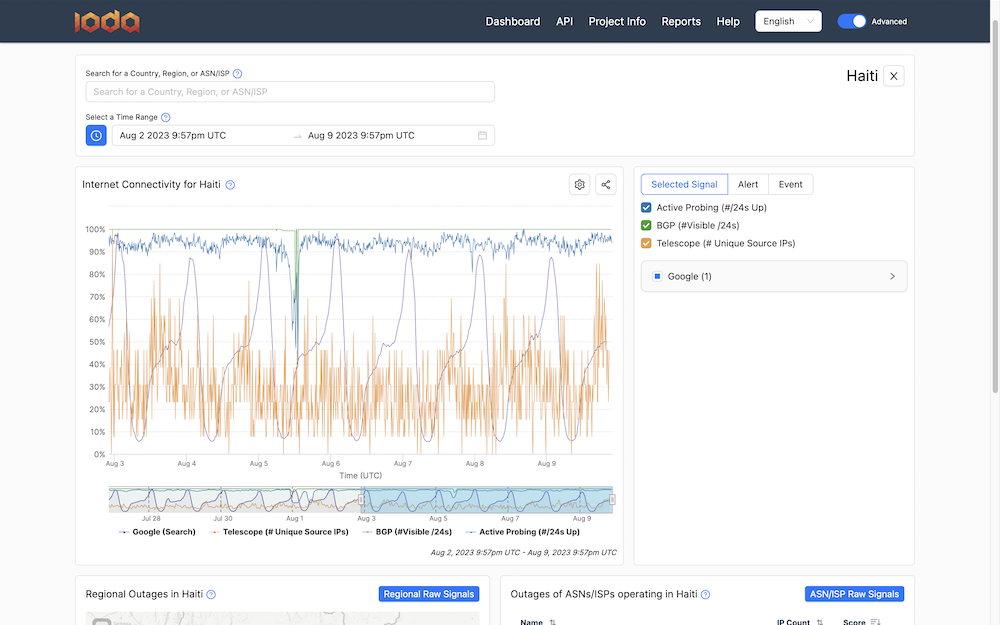 ioda
Dashboard API Project Info Reports Help English Advanced
Search for a Country, Region, or ASN/ISP
Search for a Country, Region, or ASN/ISP
Haiti X
Select a Time Range
Aug 2 2023 9:57pm UTC → Aug 9 2023 9:57pm UTC
Internet Connectivity for Haiti
Selected Signal Alert Event
Active Probing (#/24s Up)
BGP (#Visible /24s)
Telescope (# Unique Source IPs)
Google (1)
100%
90%
80%
70%
60%
50%
40%
30%
20%
10%
0%
Aug 3 Aug 4 Aug 5 Aug 6 Aug 7 Aug 8 Aug 9
Time (UTC)
Jul 28 Jul 30 Aug 1 Aug 3 Aug 5 Aug 7 Aug 9
Google (Search) Telescope (# Unique Source IPs) BGP (#Visible /24s) Active Probing (#/24s Up)
Aug 2, 2023 9:57pm UTC - Aug 9, 2023 9:57pm UTC
Regional Outages in Haiti Regional Raw Signals
Outages of ASNs/ISPs operating in Haiti ASN/ISP Raw Signals
Name IP Count Score